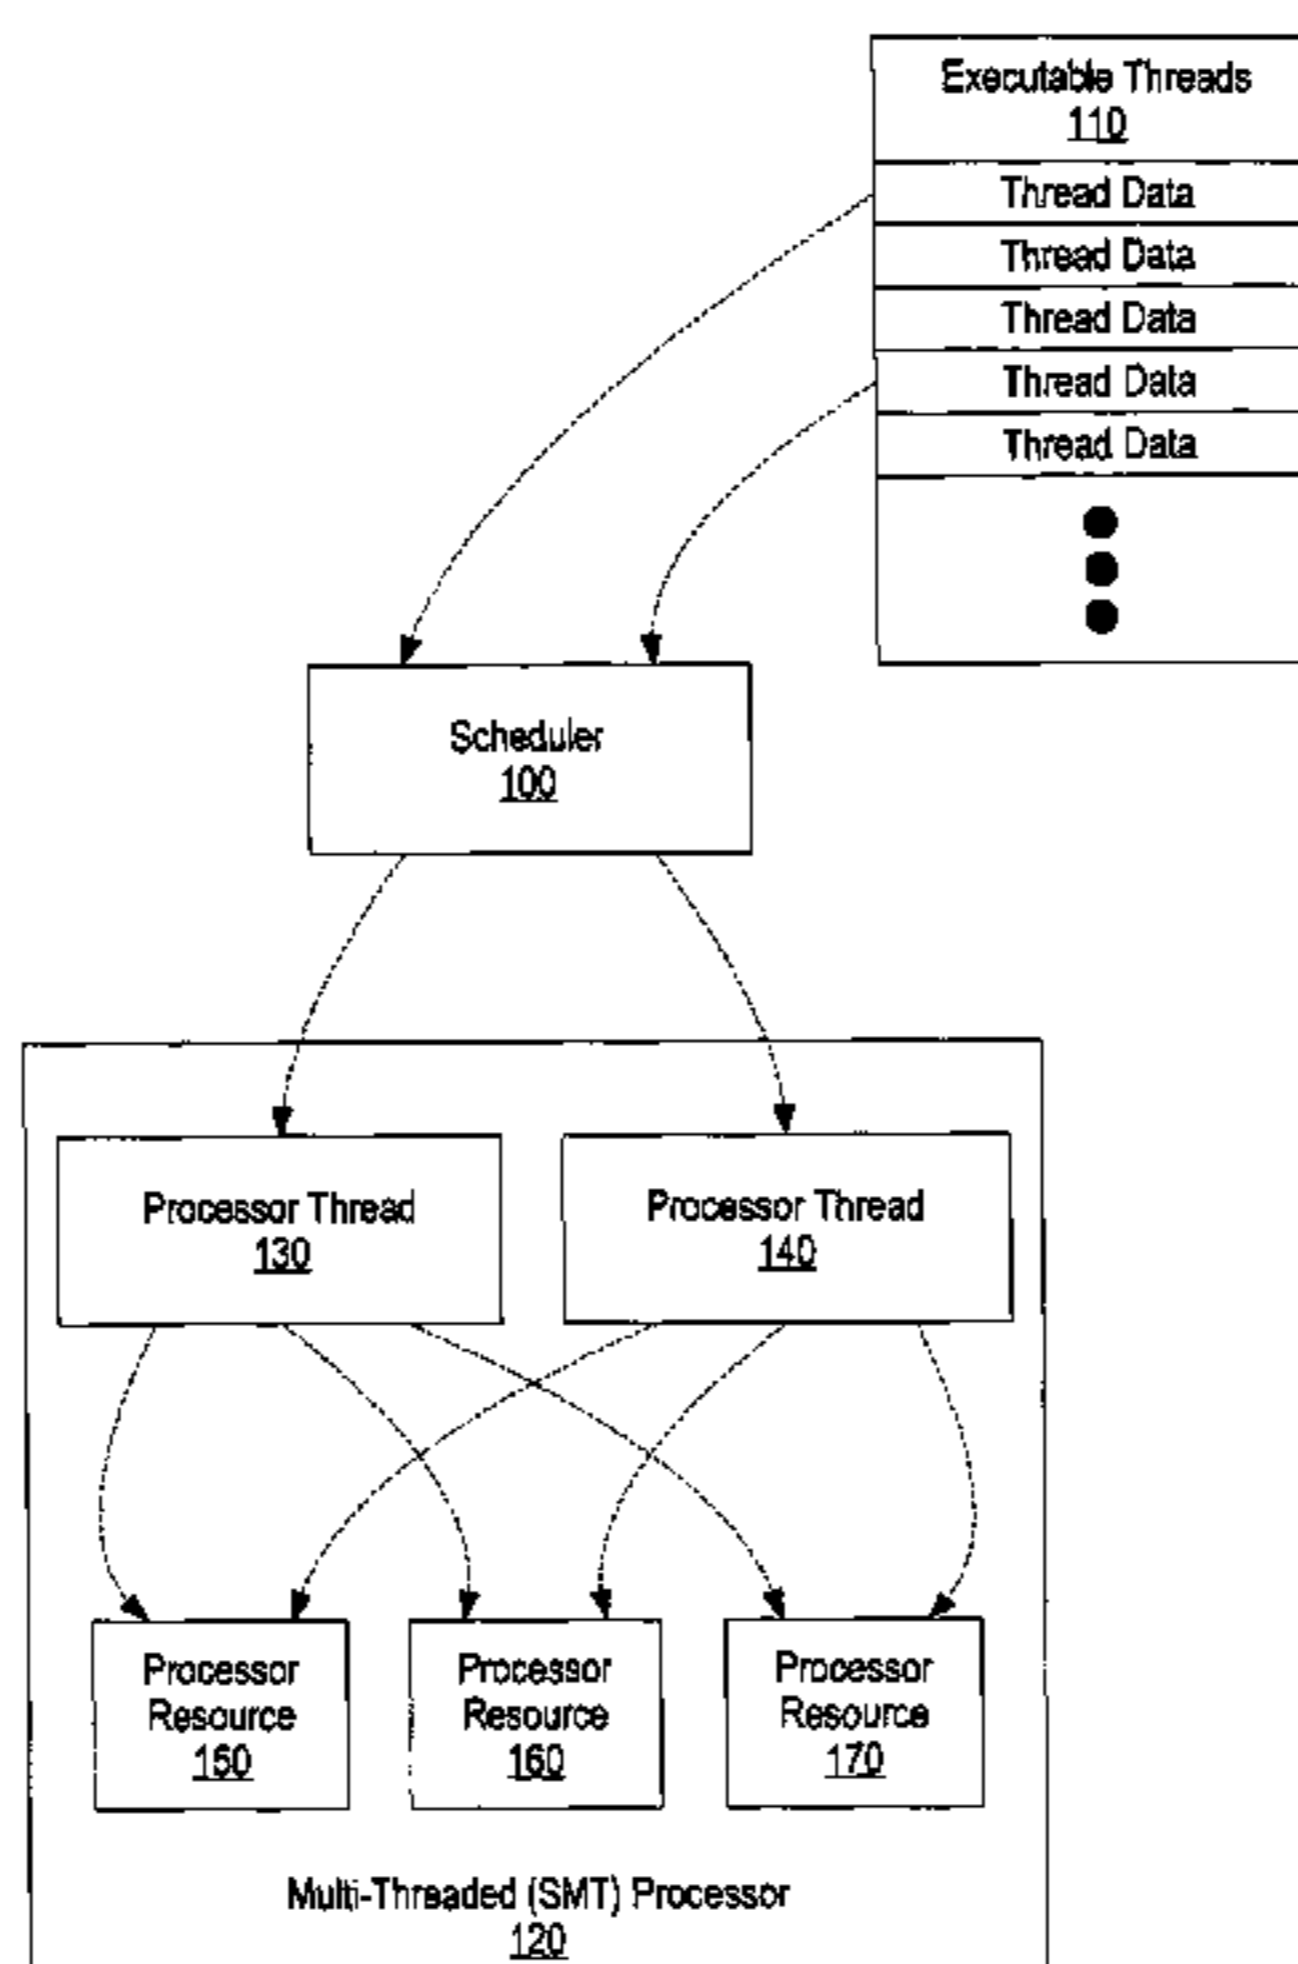 Executable Threads
110
Thread Data
Thread Data
Thread Data
Thread Data
Thread Data
Scheduler
100
Processor Thread
130
Processor Thread
140
Processor
Resource
150
Processor
Resource
160
Processor
Resource
170
Multi-Threaded (SMT) Processor
120